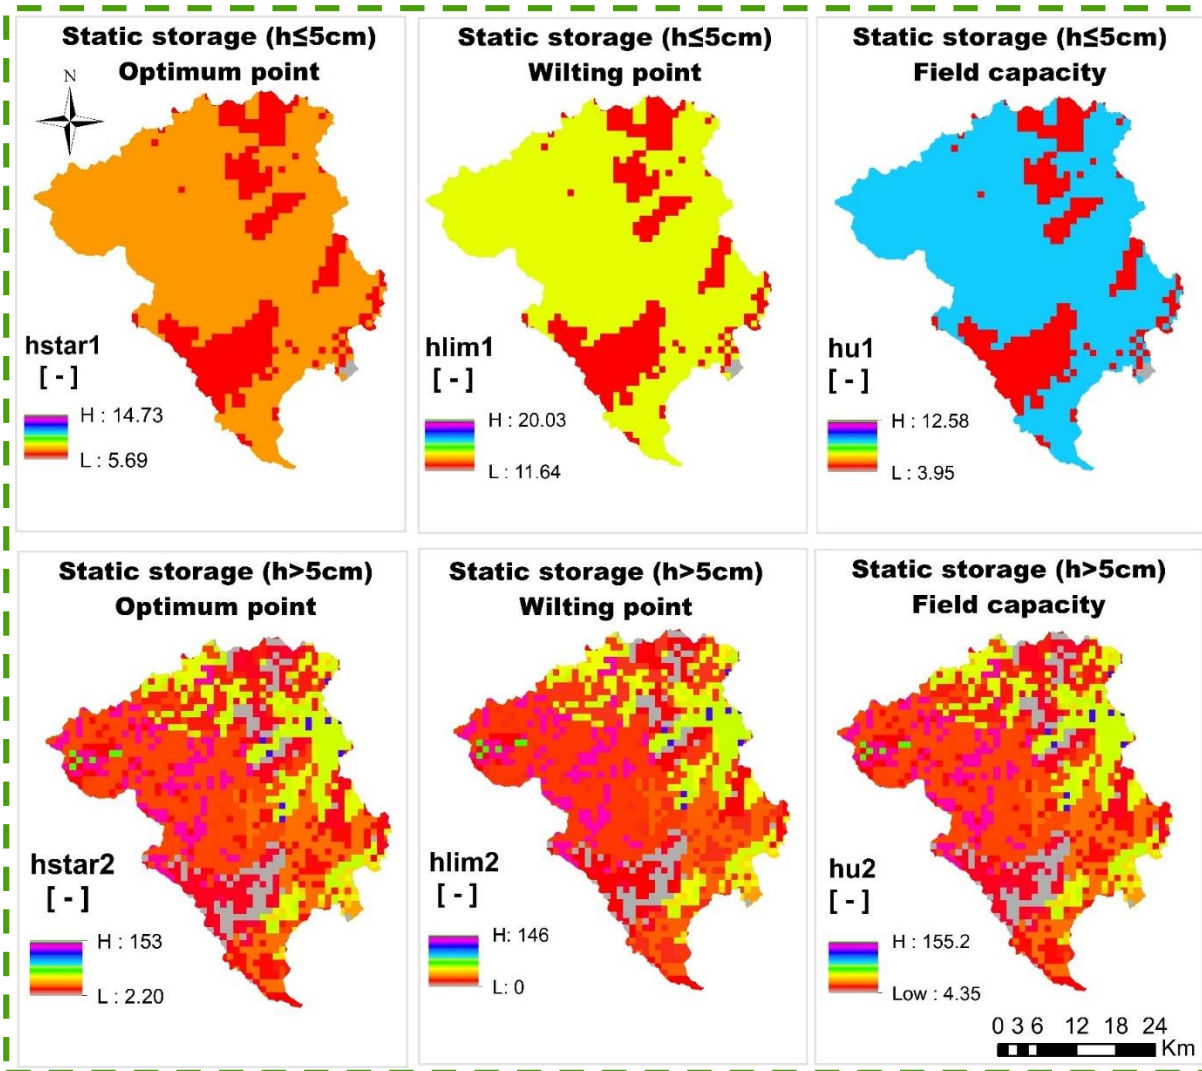 Static storage (h≤5cm)
Optimum point
N
hstar1
[ - ]
H : 14.73
L : 5.69
Static storage (h≤5cm)
Wilting point
hlim1
[ - ]
H : 20.03
L : 11.64
Static storage (h≤5cm)
Field capacity
hu1
[ - ]
H : 12.58
L : 3.95
Static storage (h>5cm)
Optimum point
hstar2
[ - ]
H : 153
L : 2.20
Static storage (h>5cm)
Wilting point
hlim2
[ - ]
H: 146
L: 0
Static storage (h>5cm)
Field capacity
hu2
[ - ]
H : 155.2
Low : 4.35
0 3 6 12 18 24
Km